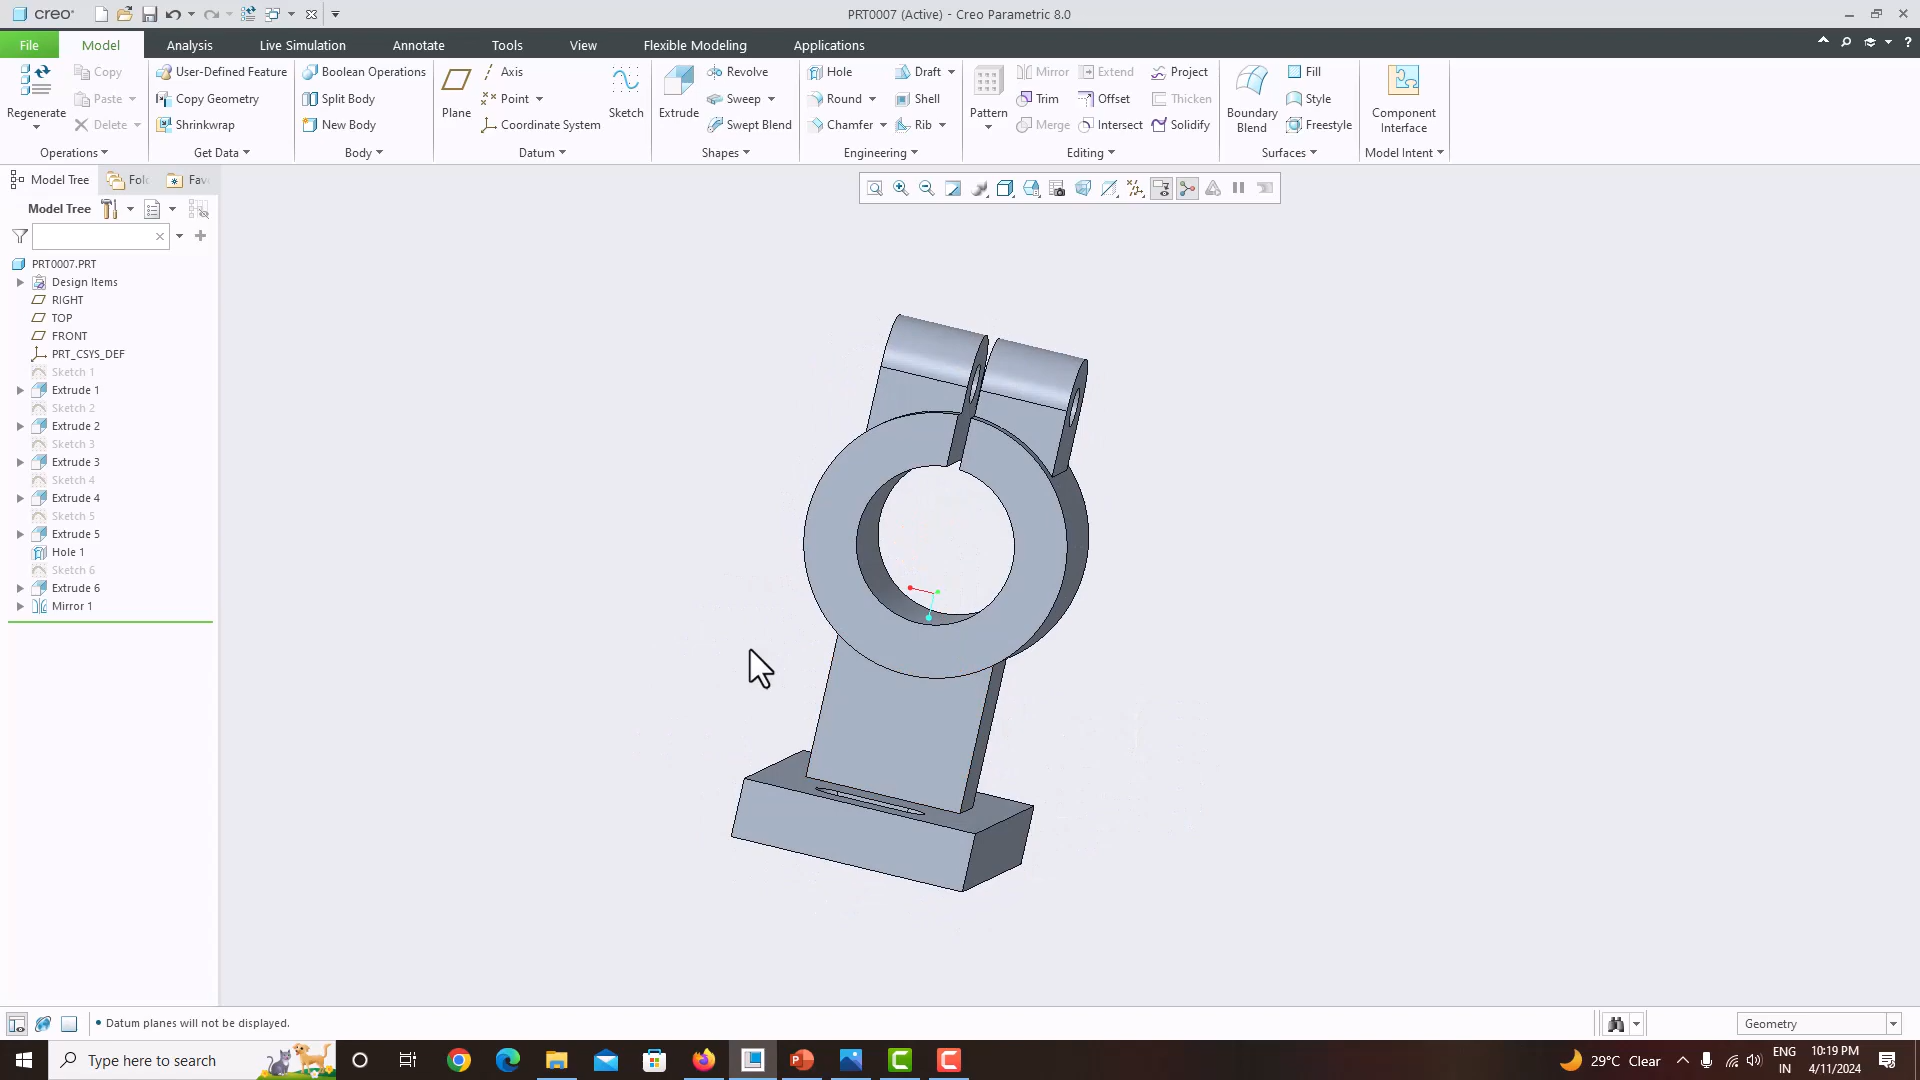 creo
PRT0007 (Active) - Creo Parametric 8.0
File
Model
Analysis
Live Simulation
Annotate
Tools
View
Flexible Modeling
Applications
Regenerate
Copy
Paste
Delete
Operations
User-Defined Feature
Copy Geometry
Shrinkwrap
Get Data
Boolean Operations
Split Body
New Body
Body
Plane
Axis
Point
Coordinate System
Sketch
Datum
Extrude
Revolve
Sweep
Swept Blend
Shapes
Hole
Round
Chamfer
Draft
Shell
Rib
Engineering
Pattern
Mirror
Trim
Merge
Extend
Offset
Intersect
Project
Thicken
Solidify
Editing
Boundary
Blend
Fill
Style
Freestyle
Surfaces
Component
Interface
Model Intent
Model Tree
Fol
Fav
Model Tree
PRT0007.PRT
Design Items
RIGHT
TOP
FRONT
PRT_CSYS_DEF
Sketch 1
Extrude 1
Sketch 2
Extrude 2
Sketch 3
Extrude 3
Sketch 4
Extrude 4
Sketch 5
Extrude 5
Hole 1
Sketch 6
Extrude 6
Mirror 1
• Datum planes will not be displayed.
Geometry
Type here to search
29°C Clear
ENG
IN
10:19 PM
4/11/2024